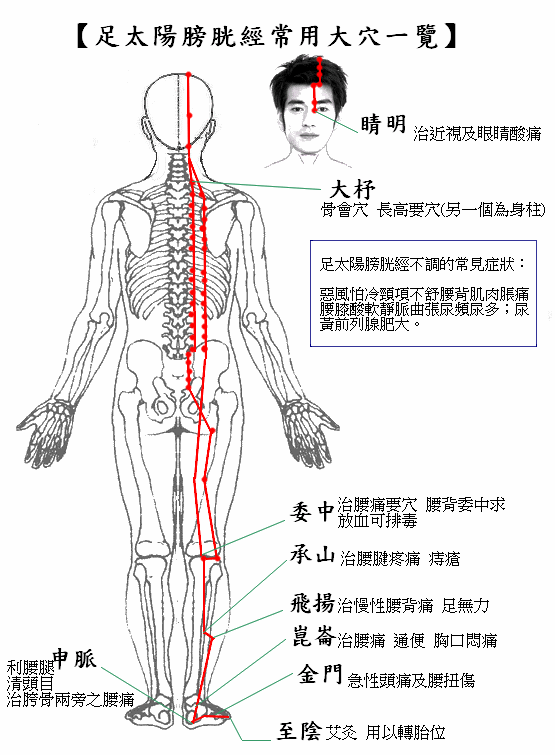 【足太陽膀胱經常用大穴一覽】
睛明 治近視及眼睛酸痛
大杼
骨會穴 長高要穴(另一個為身柱)
足太陽膀胱經不調的常見症狀：
惡風怕冷頸項不舒腰背肌肉脹痛
腰膝酸軟靜脈曲張尿頻尿多；尿
黃前列腺肥大。
委中 治腰痛要穴 腰背委中求
放血可排毒
承山 治腰腿疼痛 痔瘡
飛揚 治慢性腰背痛 足無力
崑崙 治腰痛 通便 胸口悶痛
申脈
利腰腿
清頭目
治胯骨兩旁之腰痛
金門 急性頭痛及腰扭傷
至陰 艾灸 用以轉胎位